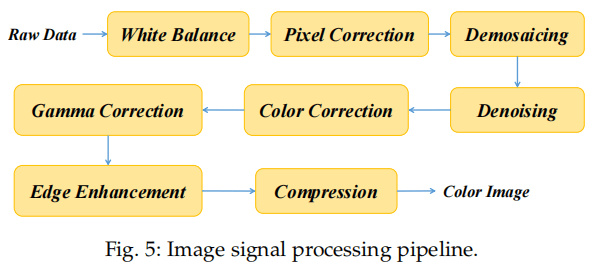 Raw Data
White Balance
Pixel Correction
Demosaicing
Denoising
Color Correction
Gamma Correction
Edge Enhancement
Compression
Color Image
Fig. 5: Image signal processing pipeline.